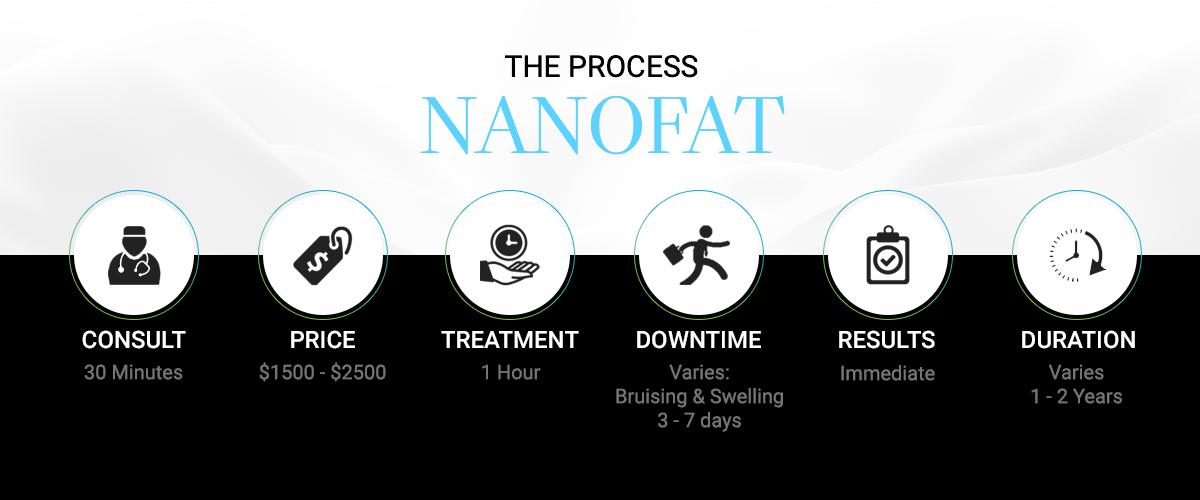 THE PROCESS
NANOFAT
CONSULT
30 Minutes
PRICE
$1500 - $2500
TREATMENT
1 Hour
DOWNTIME
Varies:
Bruising & Swelling
3 - 7 days
RESULTS
Immediate
DURATION
Varies
1 - 2 Years